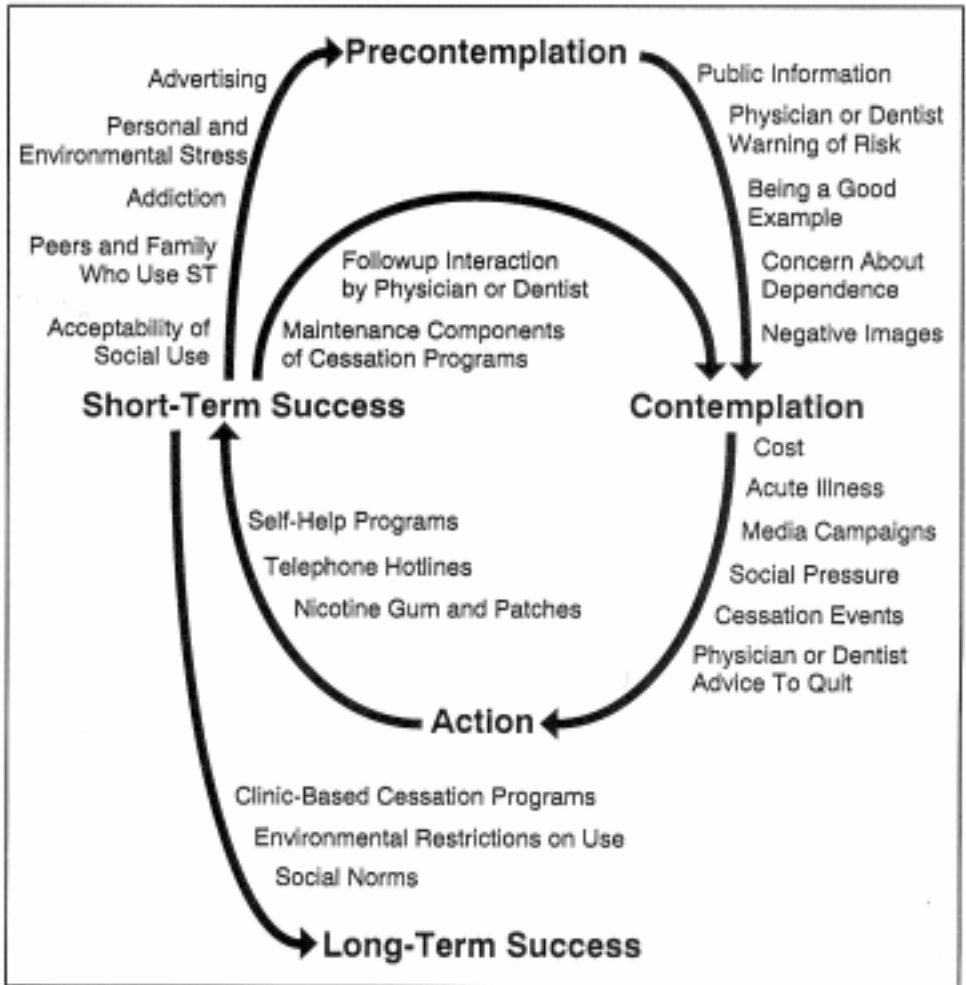 Precontemplation
Advertising
Personal and
Environmental Stress
Addiction
Peers and Family
Who Use ST
Acceptability of
Social Use
Public Information
Physician or Dentist
Warning of Risk
Being a Good
Example
Concern About
Dependence
Negative Images
Followup Interaction
by Physician or Dentist
Maintenance Components
of Cessation Programs
Short-Term Success
Contemplation
Cost
Acute Illness
Media Campaigns
Social Pressure
Cessation Events
Physician or Dentist
Advice To Quit
Self-Help Programs
Telephone Hotlines
Nicotine Gum and Patches
Action
Clinic-Based Cessation Programs
Environmental Restrictions on Use
Social Norms
Long-Term Success